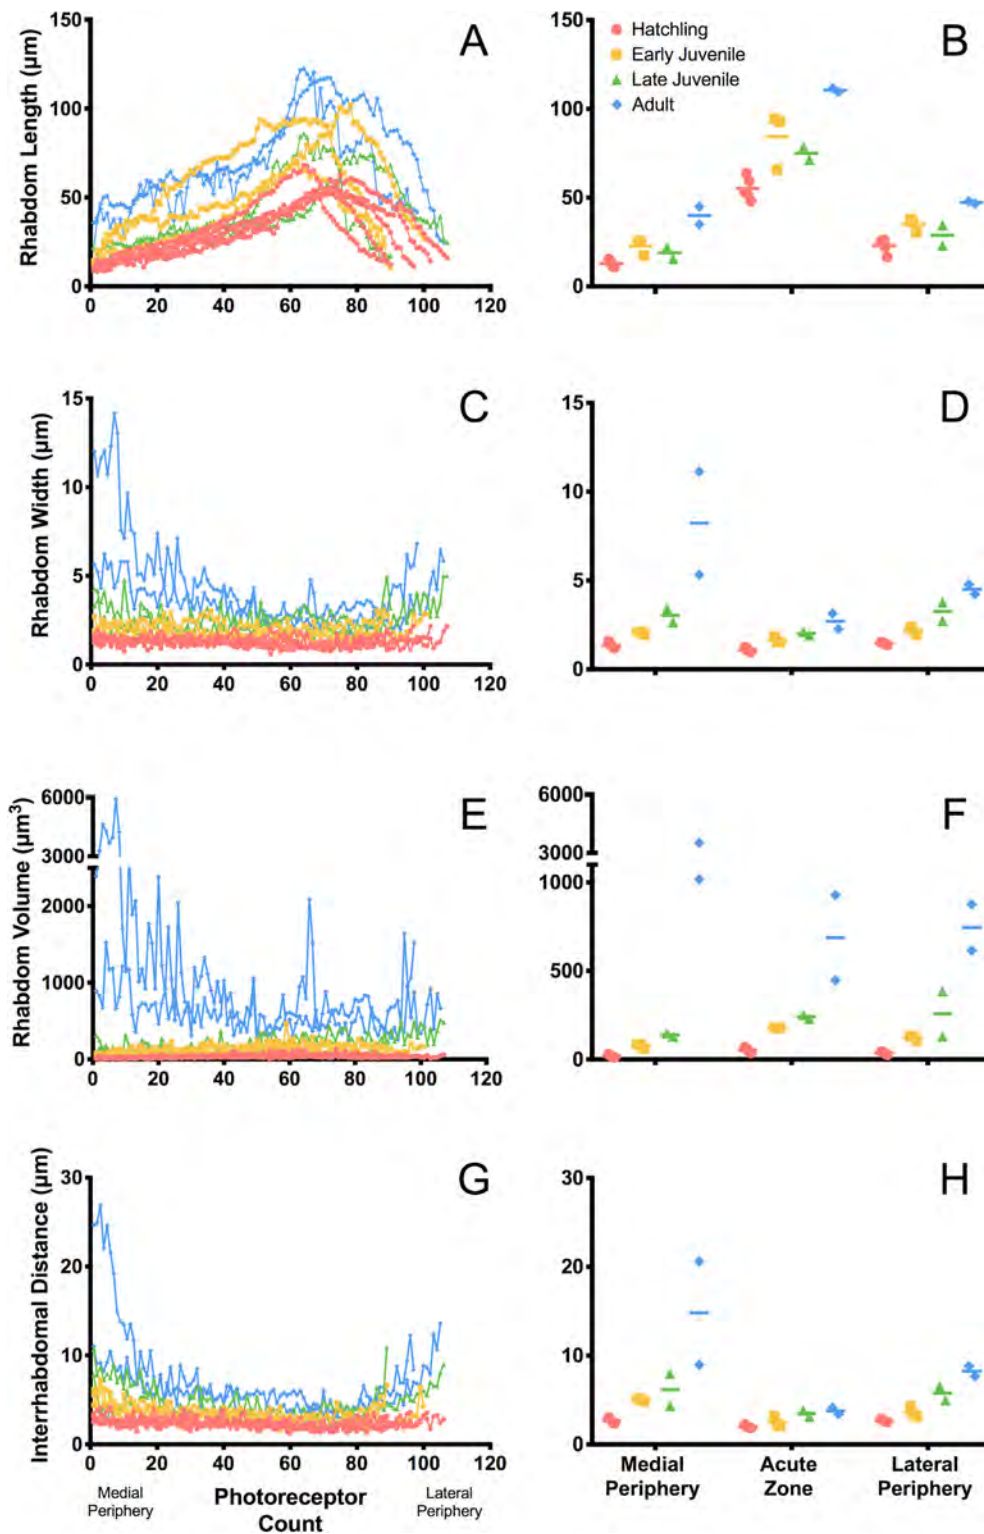 A
Rhabdom Length (μm)
150
100
50
0
0 20 40 60 80 100 120
B
150
100
50
0
Hatchling
Early Juvenile
Late Juvenile
Adult
C
Rhabdom Width (μm)
15
10
5
0
0 20 40 60 80 100 120
D
15
10
5
0
E
Rhabdom Volume (μm³)
6000
3000
2000
1000
0
0 20 40 60 80 100 120
F
6000
3000
1000
500
0
G
Interrrhabdomal Distance (μm)
30
20
10
0
0 20 40 60 80 100 120
Medial
Periphery
Photoreceptor
Count
Lateral
Periphery
H
30
20
10
0
Medial
Periphery
Acute
Zone
Lateral
Periphery